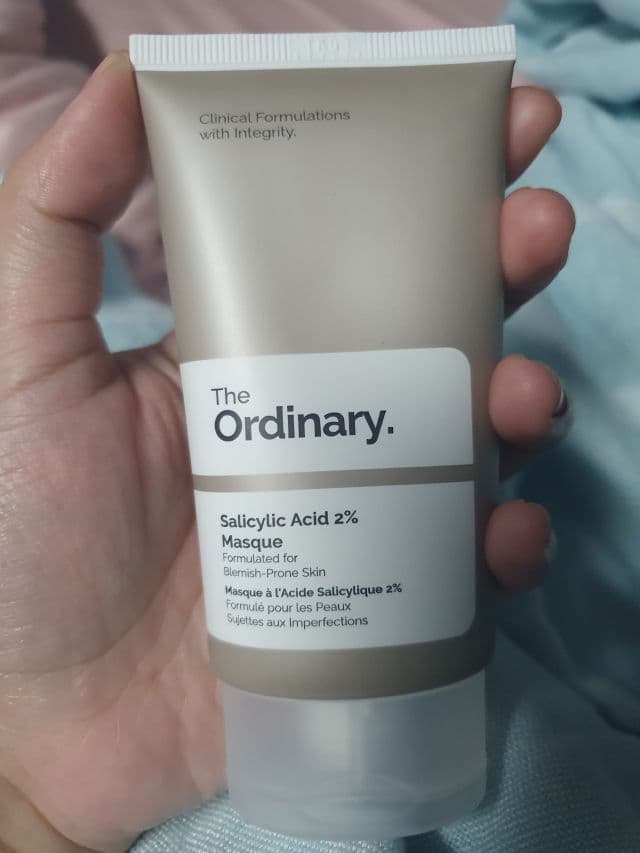 Clinical Formulations
with Integrity.
The
Ordinary.
Salicylic Acid 2%
Masque
Formulated for
Blemish-Prone Skin
Masque à l'Acide Salicylique 2%
Formulé pour les Peaux
Sujettes aux Imperfections